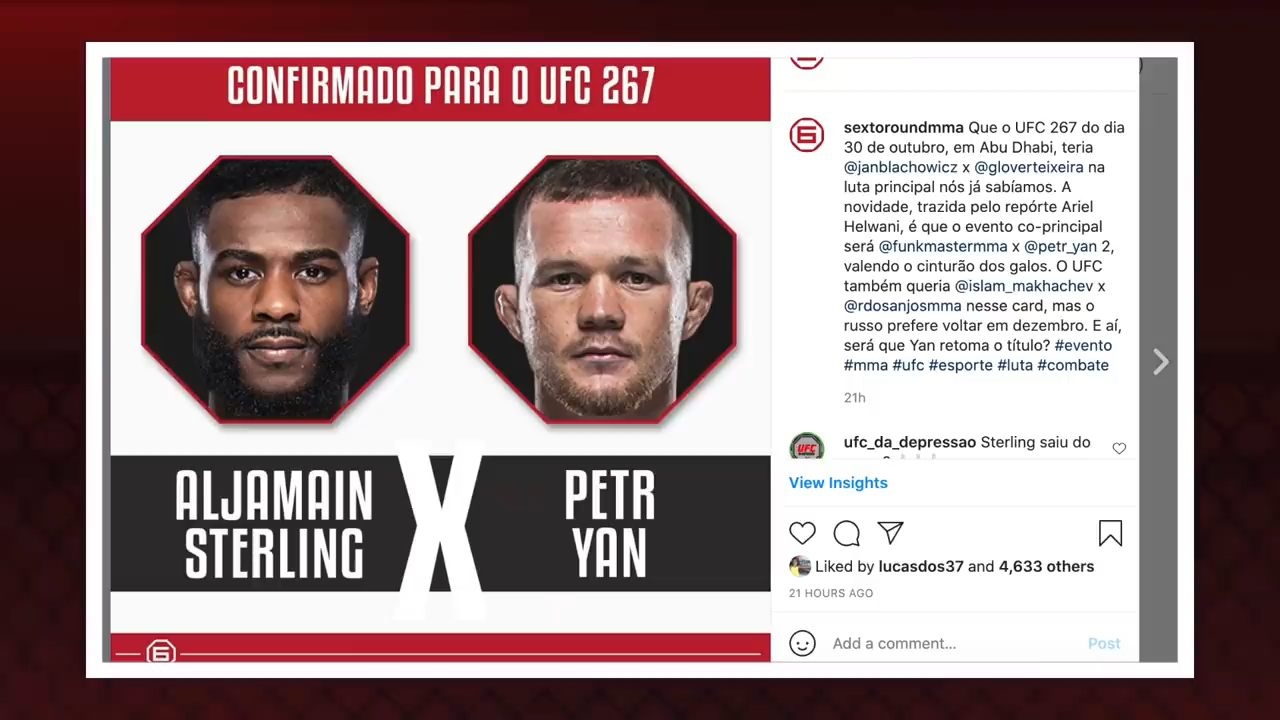 CONFIRMADO PARA O UFC 267
ALJAMAIN
STERLING
X
PETR
YAN
sextoroundmma Que o UFC 267 do dia
30 de outubro, em Abu Dhabi, teria
@janblachowicz x @gloverteixeira na
luta principal nós já sabíamos. A
novidade, trazida pelo repórte Ariel
Helwani, é que o evento co-principal
será @funkmastermma x @petr_yan 2,
valendo o cinturão dos galos. O UFC
também queria @islam_makhachev x
@rdosanjosmma nesse card, mas o
russo prefere voltar em dezembro. E aí,
será que Yan retoma o título? #evento
#mma #ufc #esporte #luta #combate
21h
ufc_da_depressao Sterling saiu do
View Insights
Liked by lucasdos37 and 4,633 others
21 HOURS AGO
Add a comment...
Post